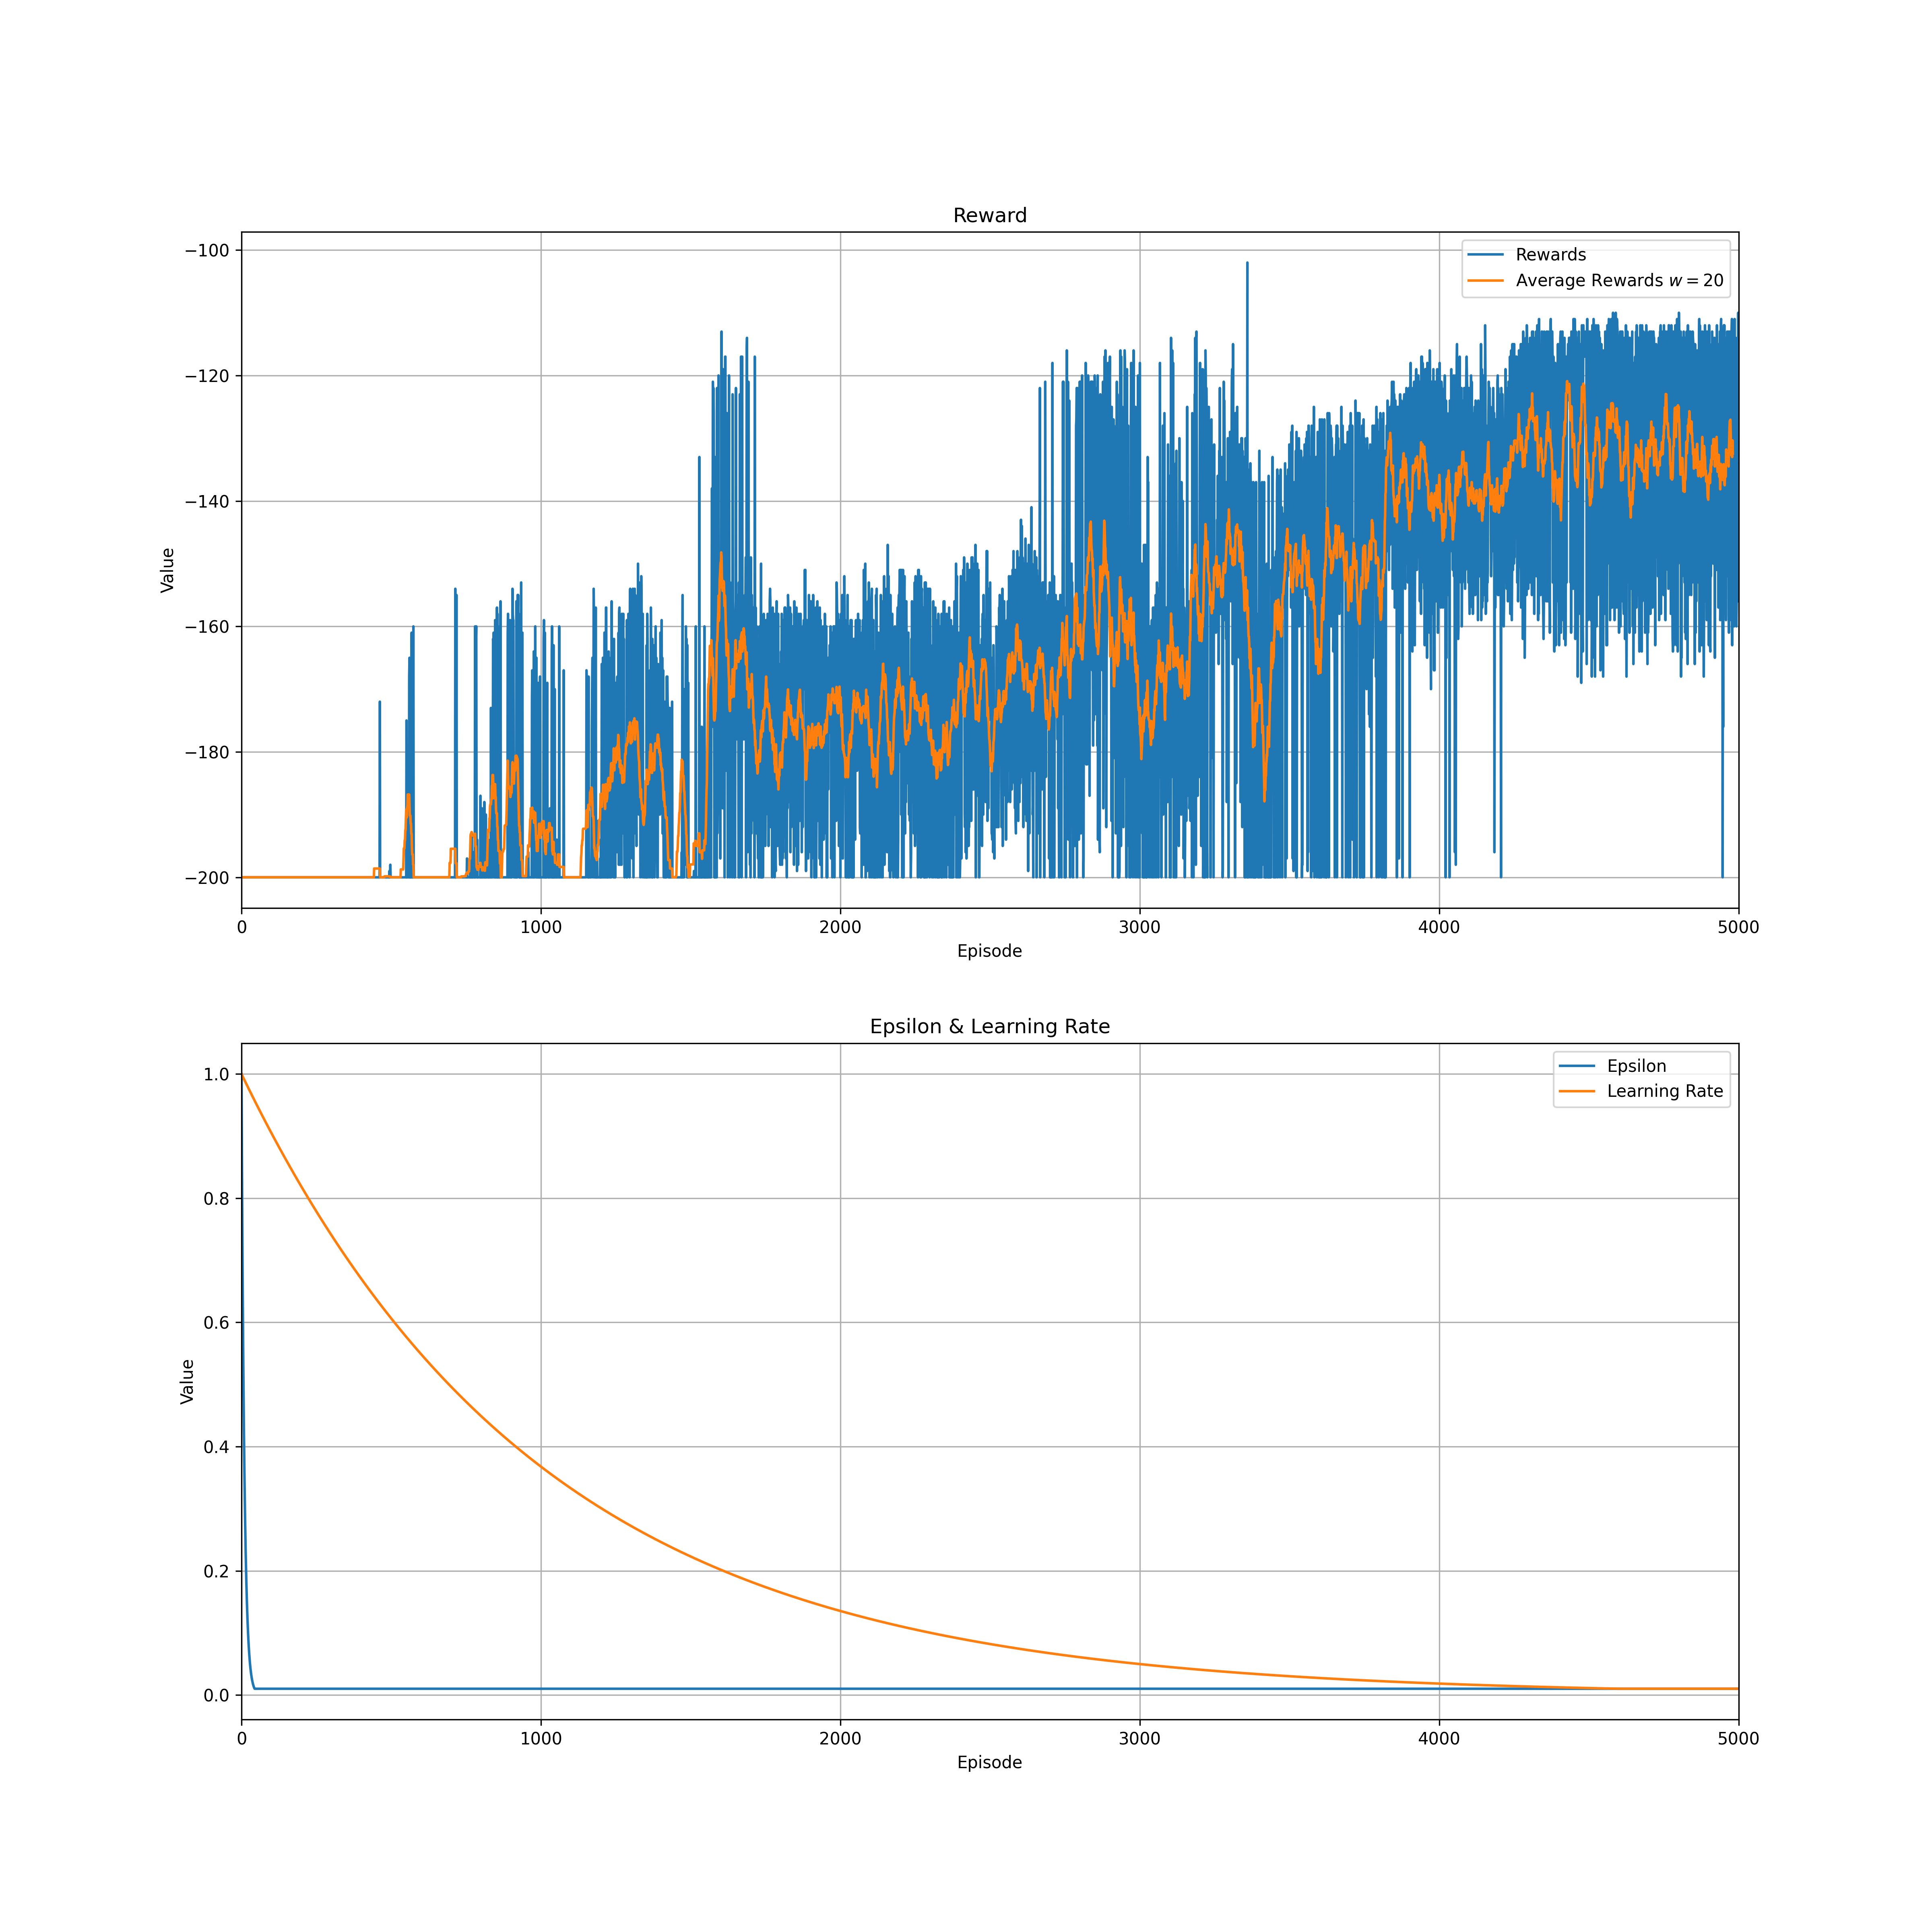 Reward
−100
−120
−140
−160
−180
−200
Value
Rewards
Average Rewards w = 20
0 1000 2000 3000 4000 5000
Episode
Epsilon & Learning Rate
1.0
0.8
0.6
0.4
0.2
0.0
Value
Epsilon
Learning Rate
0 1000 2000 3000 4000 5000
Episode